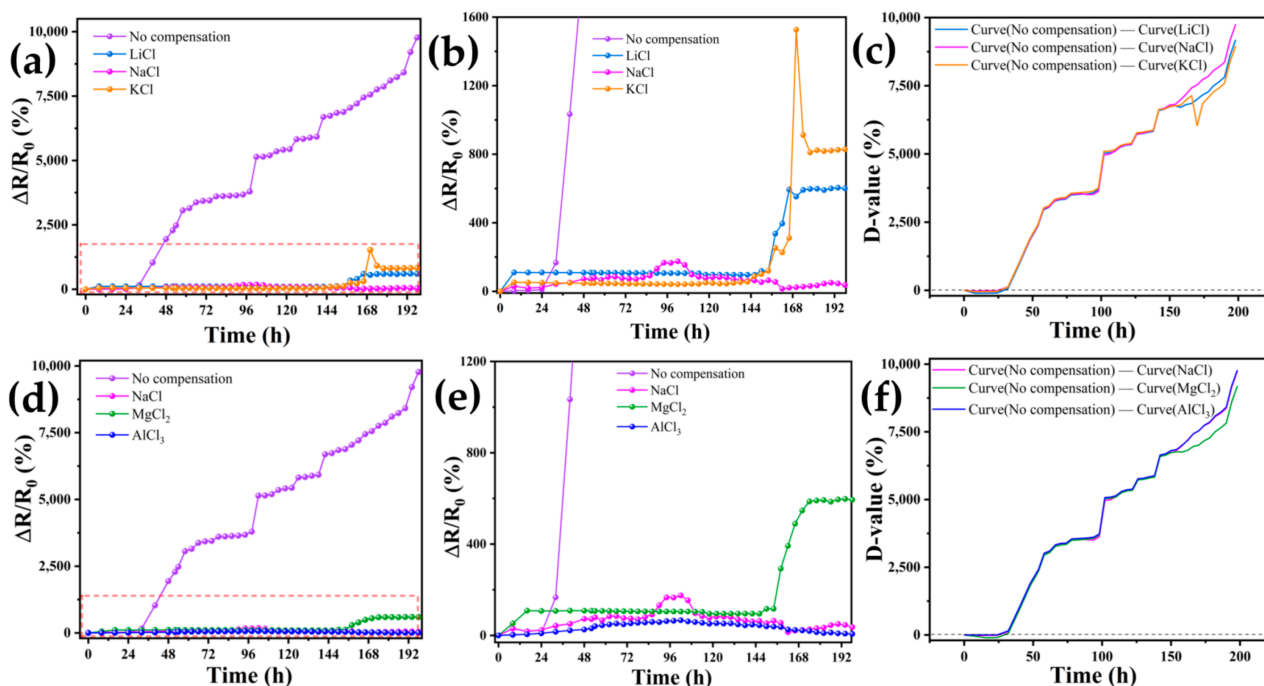 (a)
No compensation
LiCl
NaCl
KCl
10,000
7,500
5,000
2,500
0
ΔR/R₀ (%)
0 24 48 72 96 120 144 168 192
Time (h)
(b)
No compensation
LiCl
NaCl
KCl
1600
1200
800
400
0
ΔR/R₀ (%)
0 24 48 72 96 120 144 168 192
Time (h)
(c)
Curve(No compensation) — Curve(LiCl)
Curve(No compensation) — Curve(NaCl)
Curve(No compensation) — Curve(KCl)
10,000
7,500
5,000
2,500
0
D-value (%)
0 50 100 150 200
Time (h)
(d)
No compensation
NaCl
MgCl₂
AlCl₃
10,000
7,500
5,000
2,500
0
ΔR/R₀ (%)
0 24 48 72 96 120 144 168 192
Time (h)
(e)
No compensation
NaCl
MgCl₂
AlCl₃
1200
800
400
0
ΔR/R₀ (%)
0 24 48 72 96 120 144 168 192
Time (h)
(f)
Curve(No compensation) — Curve(NaCl)
Curve(No compensation) — Curve(MgCl₂)
Curve(No compensation) — Curve(AlCl₃)
10,000
7,500
5,000
2,500
0
D-value (%)
0 50 100 150 200
Time (h)